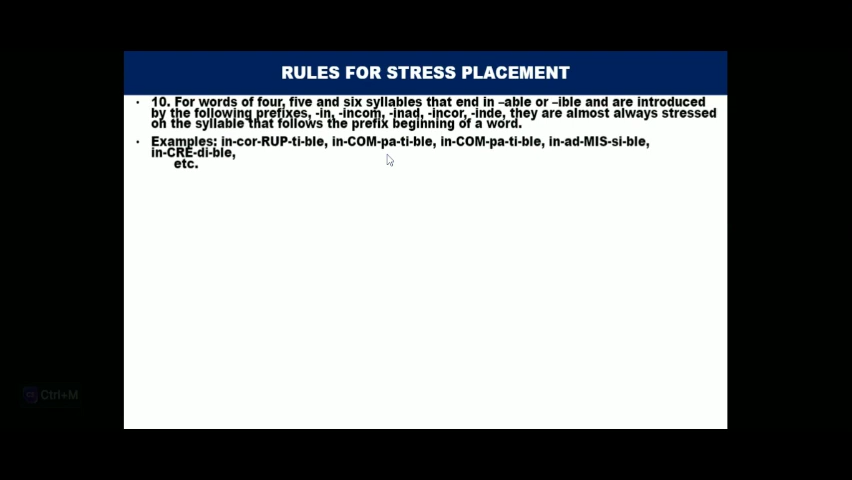 RULES FOR STRESS PLACEMENT
• 10. For words of four, five and six syllables that end in –able or –ible and are introduced
by the following prefixes, -in, -incom, -inad, -incor, -inde, they are almost always stressed
on the syllable that follows the prefix beginning of a word.
• Examples: in-cor-RUP-ti-ble, in-COM-pa-ti-ble, in-COM-pa-ti-ble, in-ad-MIS-si-ble,
in-CRE-di-ble,
etc.
Ctrl+M